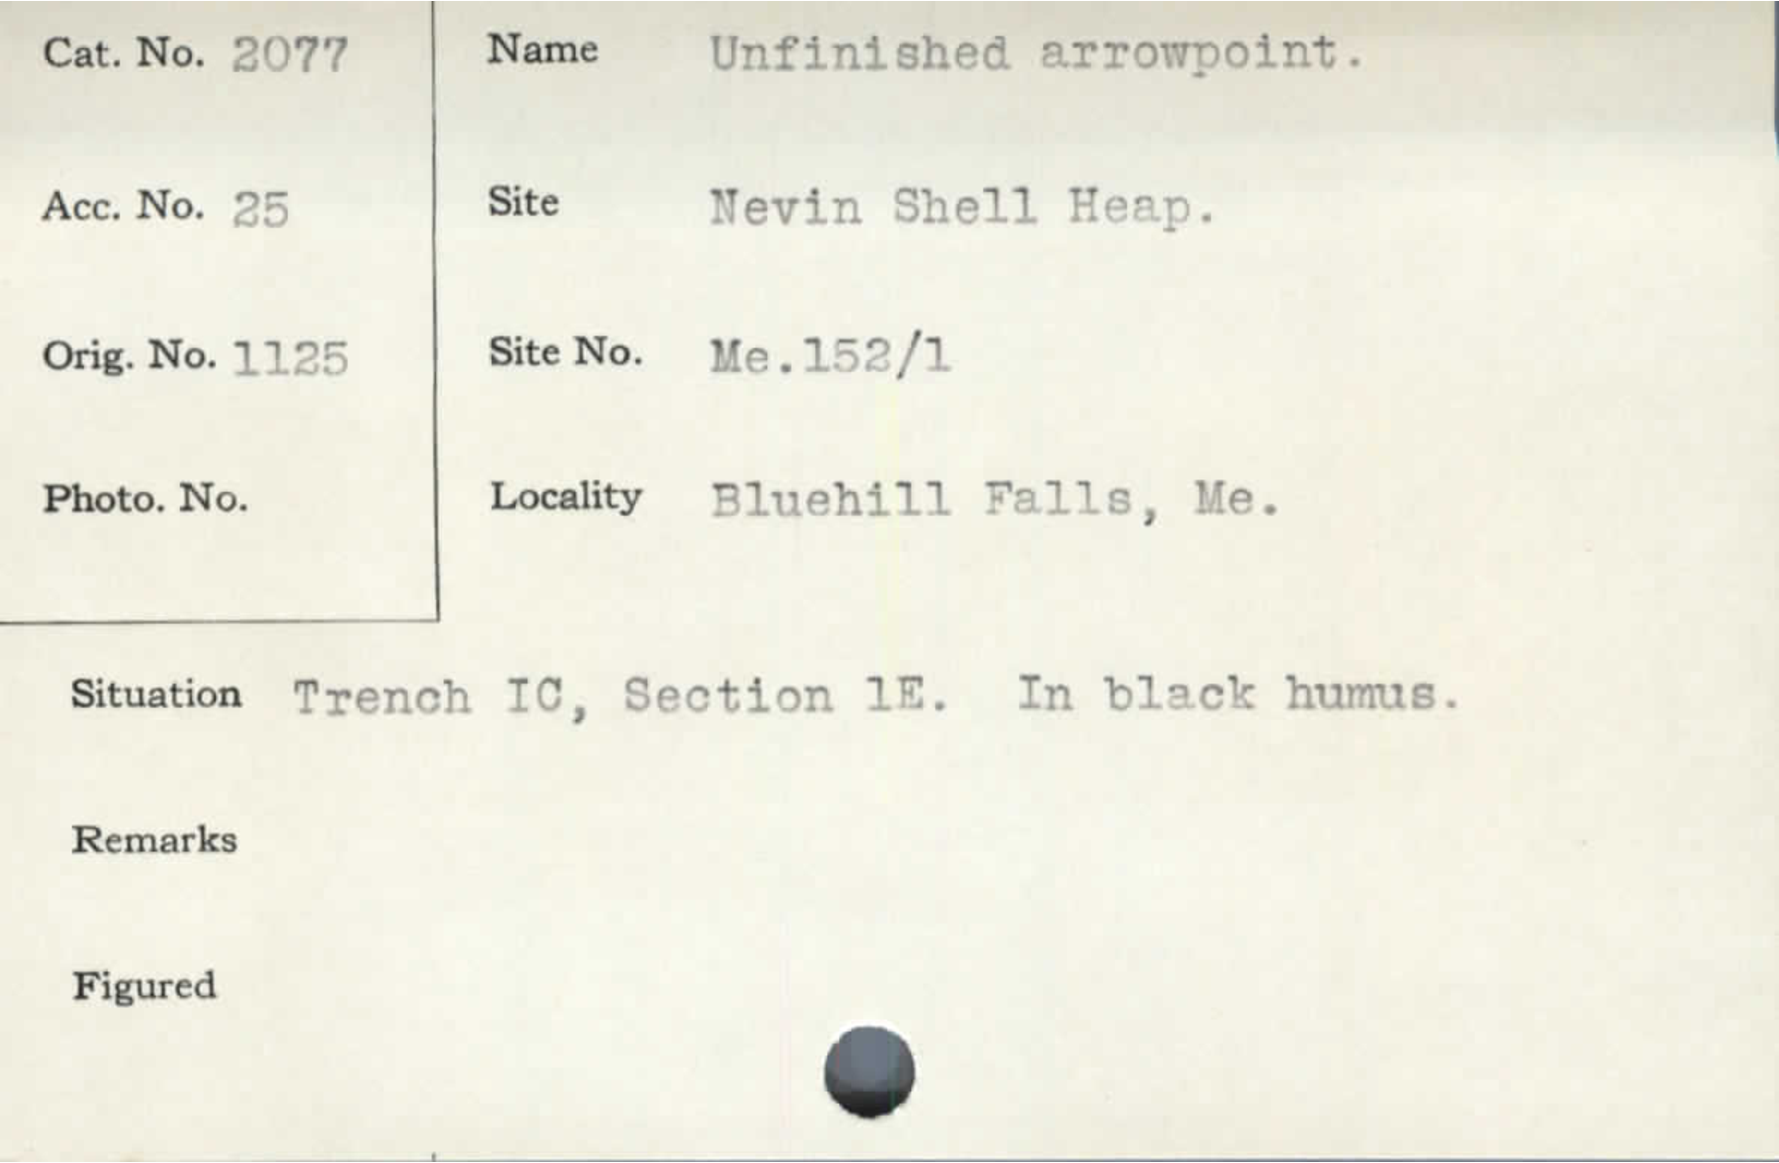 Cat. No. 2077
Name Unfinished arrowpoint.
Acc. No. 25
Site Nevin Shell Heap.
Orig. No. 1125
Site No. Me.152/1
Photo. No.
Locality Bluehill Falls, Me.
Situation Trench IC, Section 1E. In black humus.
Remarks
Figured